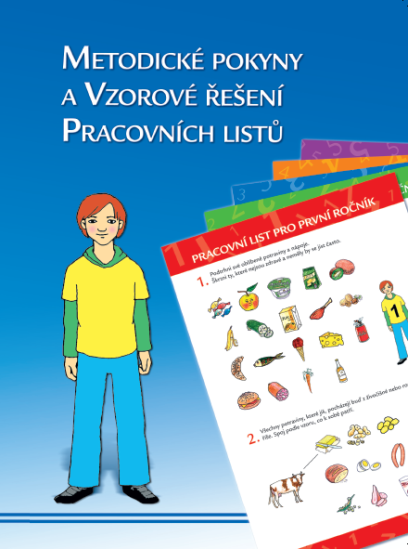 METODICKÉ POKYNY
A VZOROVÉ ŘEŠENÍ
PRACOVNÍCH LISTŮ
PRACOVNÍ LIST PRO PRVNÍ ROČNÍK
1. Podtrhni své oblíbené potraviny a nápoje.
Škrtni ty, které nejsou zdravé a neměly by se jíst často.
1
2. Všechny potraviny, které jíš, pocházejí buď z živočišné nebo
říše. Spoj podle vzoru, co k sobě patří.